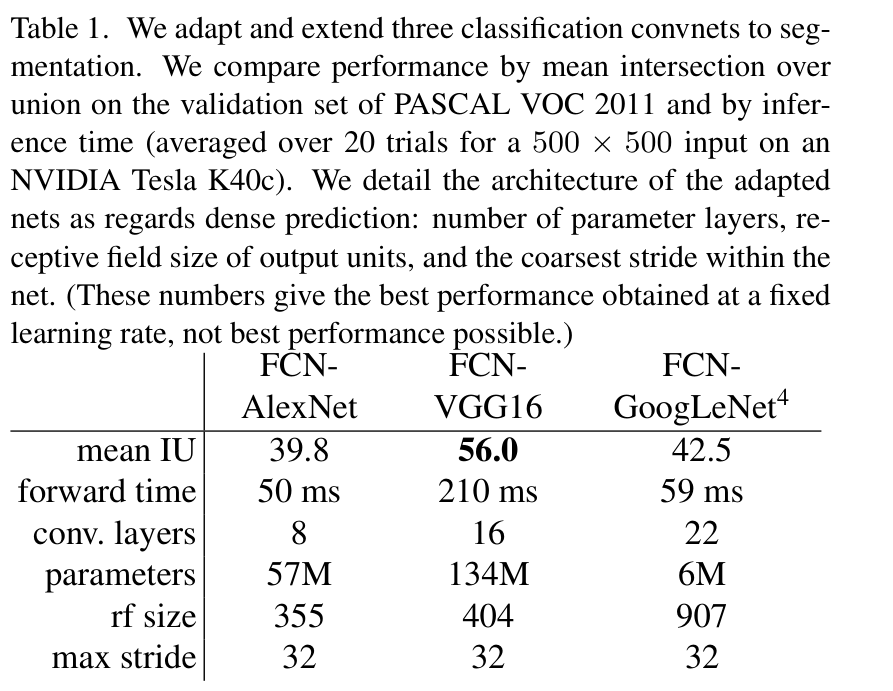 Table 1. We adapt and extend three classification convnets to seg-
mentation. We compare performance by mean intersection over
union on the validation set of PASCAL VOC 2011 and by infer-
ence time (averaged over 20 trials for a 500 × 500 input on an
NVIDIA Tesla K40c). We detail the architecture of the adapted
nets as regards dense prediction: number of parameter layers, re-
ceptive field size of output units, and the coarsest stride within the
net. (These numbers give the best performance obtained at a fixed
learning rate, not best performance possible.)
FCN- FCN- FCN-
AlexNet VGG16 GoogLeNet⁴
mean IU 39.8 56.0 42.5
forward time 50 ms 210 ms 59 ms
conv. layers 8 16 22
parameters 57M 134M 6M
rf size 355 404 907
max stride 32 32 32